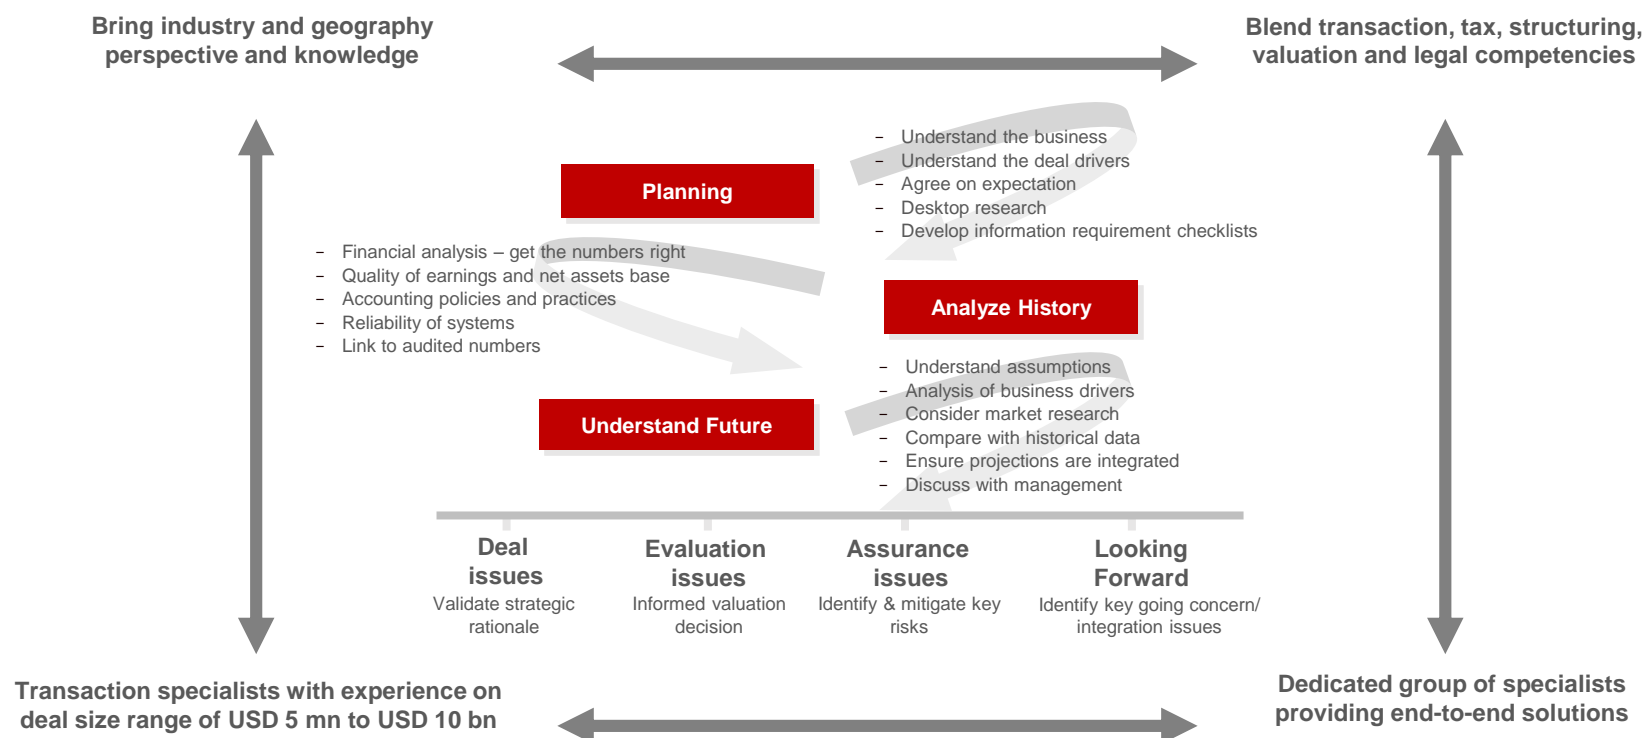 Bring industry and geography
perspective and knowledge
Blend transaction, tax, structuring,
valuation and legal competencies
Planning
– Understand the business
– Understand the deal drivers
– Agree on expectation
– Desktop research
– Develop information requirement checklists
– Financial analysis – get the numbers right
– Quality of earnings and net assets base
– Accounting policies and practices
– Reliability of systems
– Link to audited numbers
Analyze History
Understand Future
– Understand assumptions
– Analysis of business drivers
– Consider market research
– Compare with historical data
– Ensure projections are integrated
– Discuss with management
Deal
issues
Validate strategic
rationale
Evaluation
issues
Informed valuation
decision
Assurance
issues
Identify & mitigate key
risks
Looking
Forward
Identify key going concern/
integration issues
Transaction specialists with experience on
deal size range of USD 5 mn to USD 10 bn
Dedicated group of specialists
providing end-to-end solutions